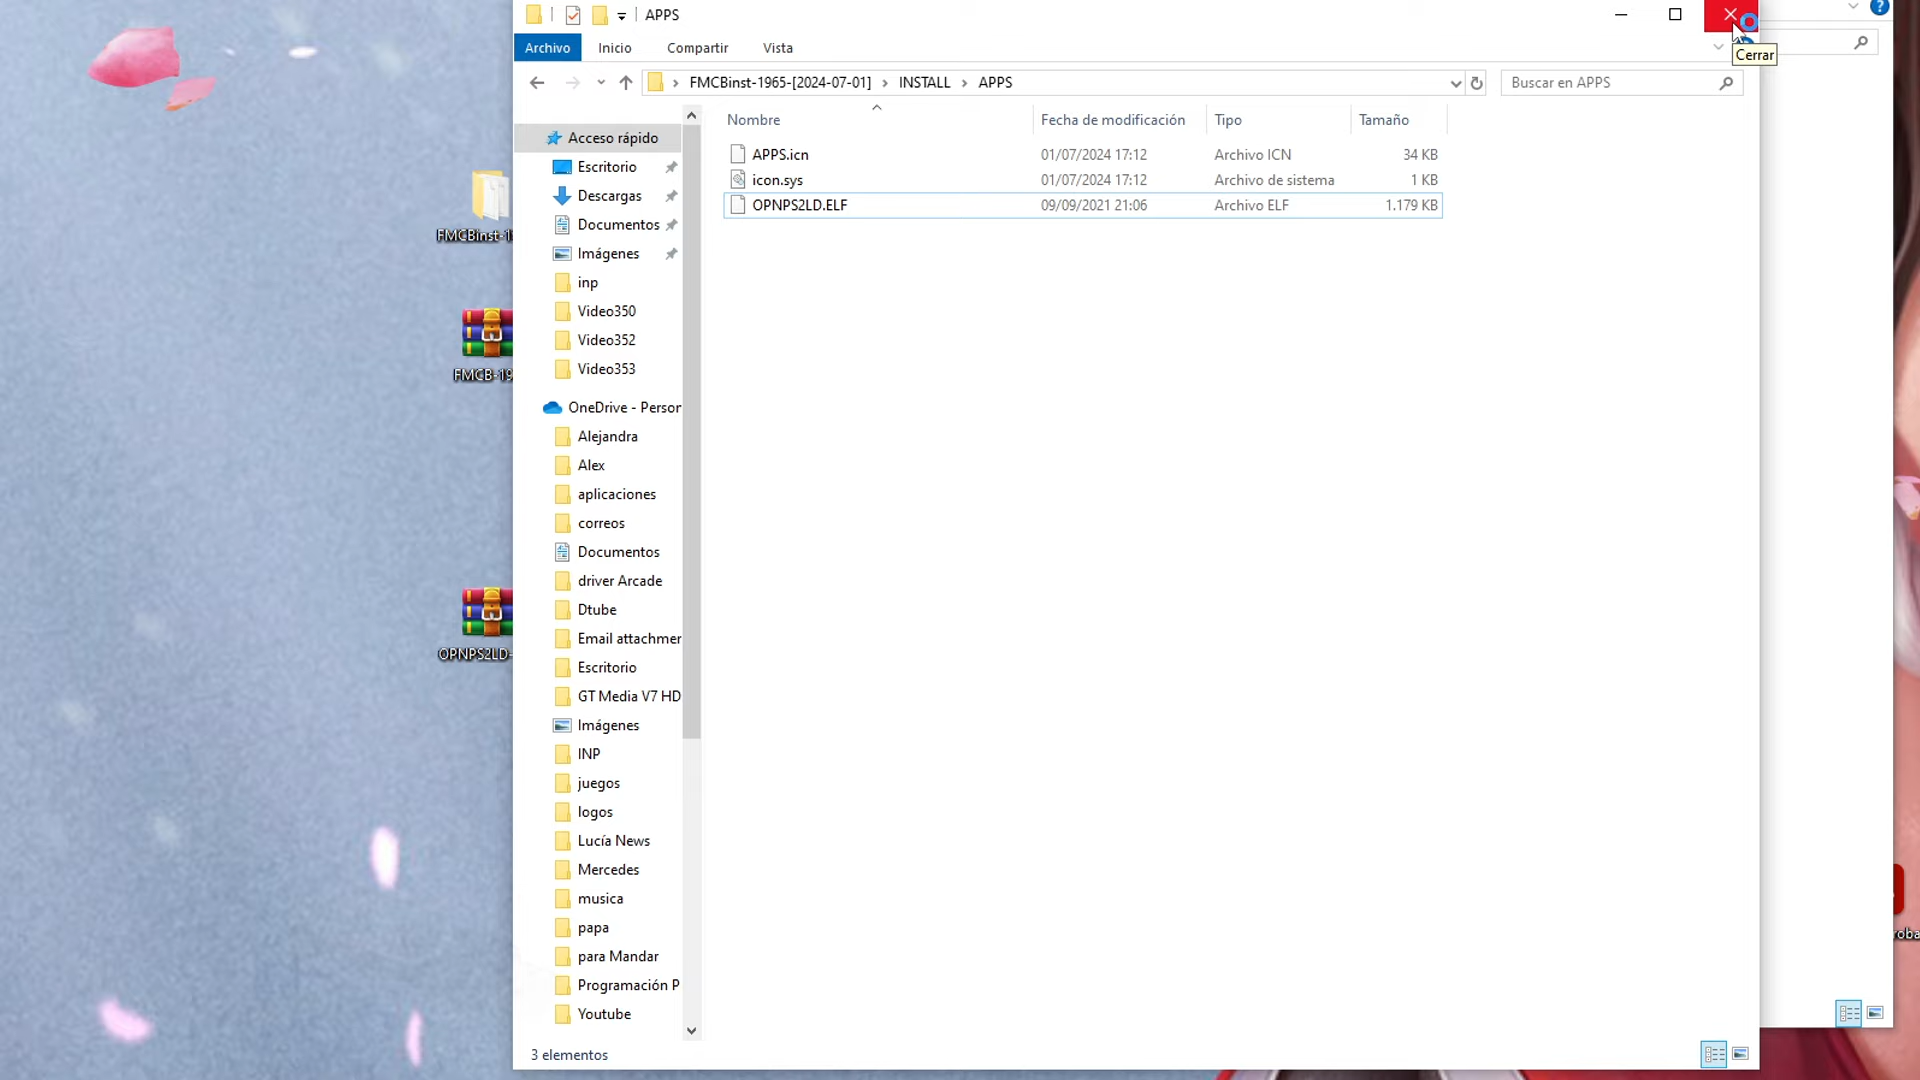 APPS
Cerrar
Archivo Inicio Compartir Vista
FMCBinst-1965-[2024-07-01] › INSTALL › APPS
Buscar en APPS
Nombre Fecha de modificación Tipo Tamaño
APPS.icn 01/07/2024 17:12 Archivo ICN 34 KB
icon.sys 01/07/2024 17:12 Archivo de sistema 1 KB
OPNPS2LD.ELF 09/09/2021 21:06 Archivo ELF 1.179 KB
Acceso rápido
Escritorio
Descargas
Documentos
Imágenes
inp
Video350
Video352
Video353
OneDrive - Person
Alejandra
Alex
aplicaciones
correos
Documentos
driver Arcade
Dtube
Email attachmen
Escritorio
GT Media V7 HD
Imágenes
INP
juegos
logos
Lucía News
Mercedes
musica
papa
para Mandar
Programación P
Youtube
3 elementos
FMCBinst-1
FMCB-19
OPNPS2LD-
roba